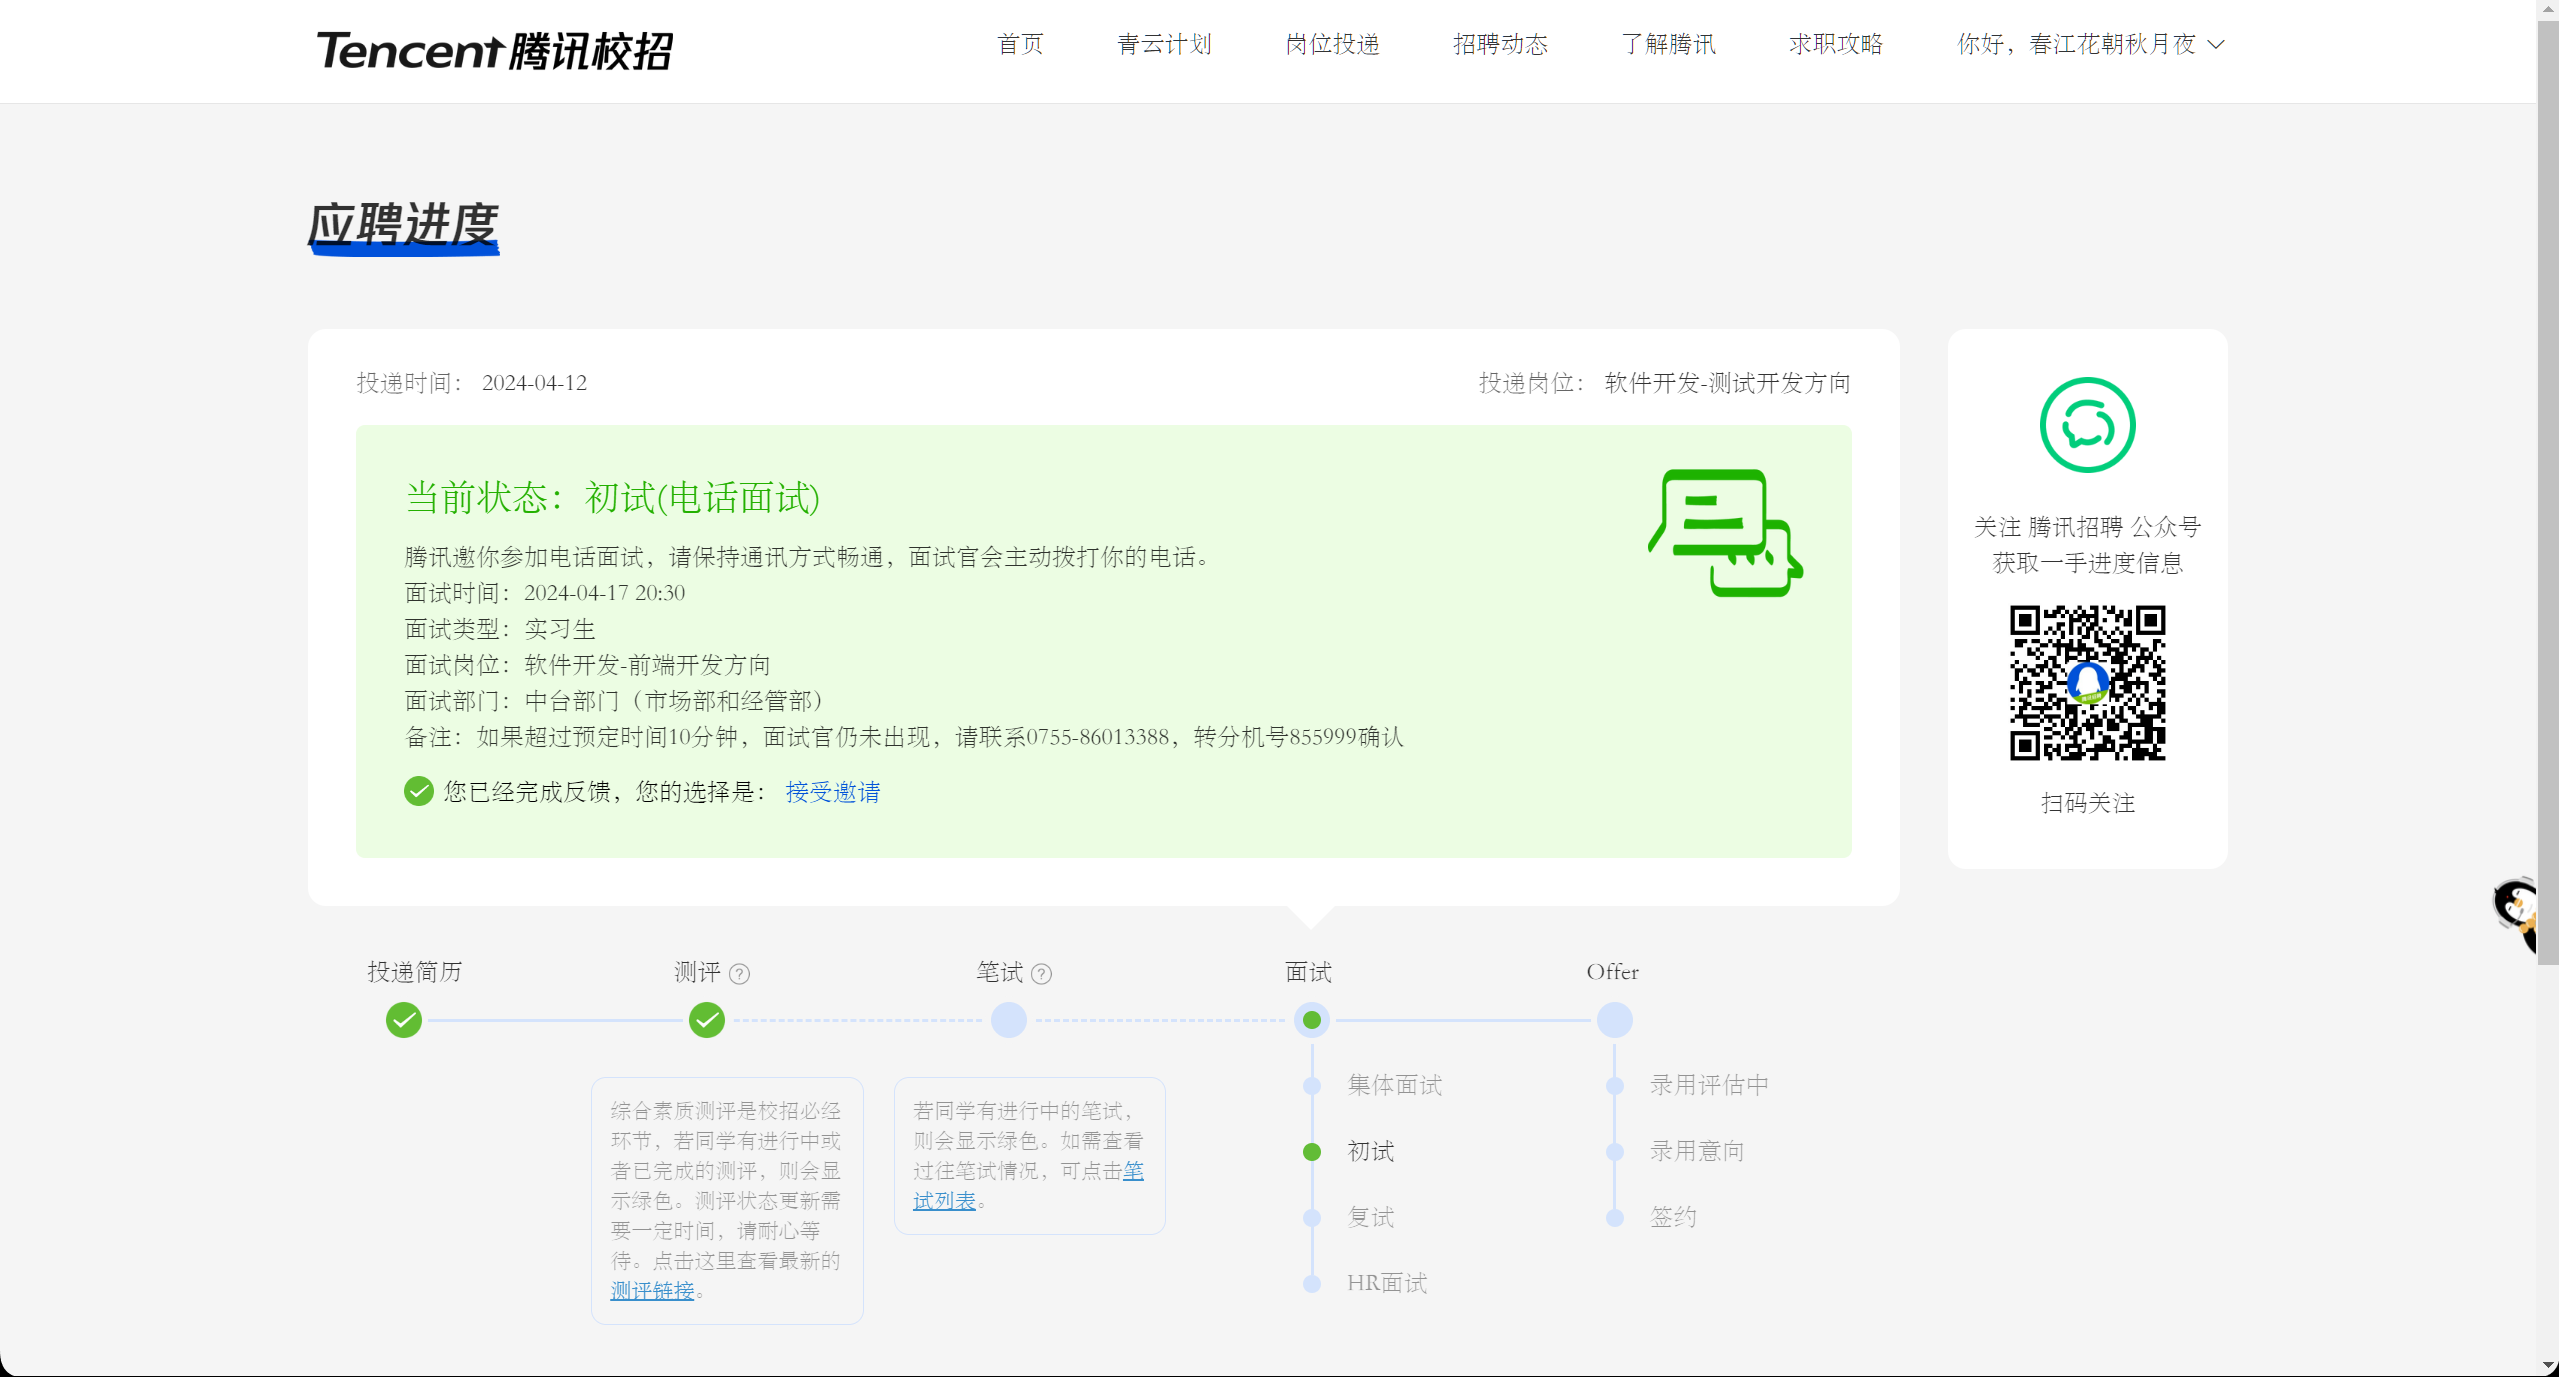 Tencent 腾讯校招
首页 青云计划 岗位投递 招聘动态 了解腾讯 求职攻略 你好，春江花朝秋月夜
应聘进度
投递时间： 2024-04-12 投递岗位： 软件开发-测试开发方向
当前状态：初试(电话面试)
腾讯邀你参加电话面试，请保持通讯方式畅通，面试官会主动拨打你的电话。
面试时间：2024-04-17 20:30
面试类型：实习生
面试岗位：软件开发-前端开发方向
面试部门：中台部门（市场部和经管部）
备注：如果超过预定时间10分钟，面试官仍未出现，请联系0755-86013388，转分机号855999确认
您已经完成反馈，您的选择是： 接受邀请
关注 腾讯招聘 公众号
获取一手进度信息
扫码关注
投递简历 测评 ? 笔试 ? 面试 Offer
综合素质测评是校招必经
环节，若同学有进行中或
者已完成的测评，则会显
示绿色。测评状态更新需
要一定时间，请耐心等
待。点击这里查看最新的
测评链接。
若同学有进行中的笔试，
则会显示绿色。如需查看
过往笔试情况，可点击笔
试列表。
集体面试
初试
复试
HR面试
录用评估中
录用意向
签约